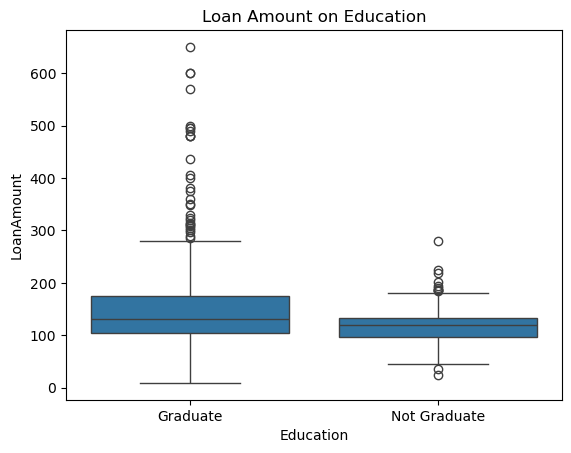 Loan Amount on Education
LoanAmount
600
500
400
300
200
100
0
Graduate
Not Graduate
Education